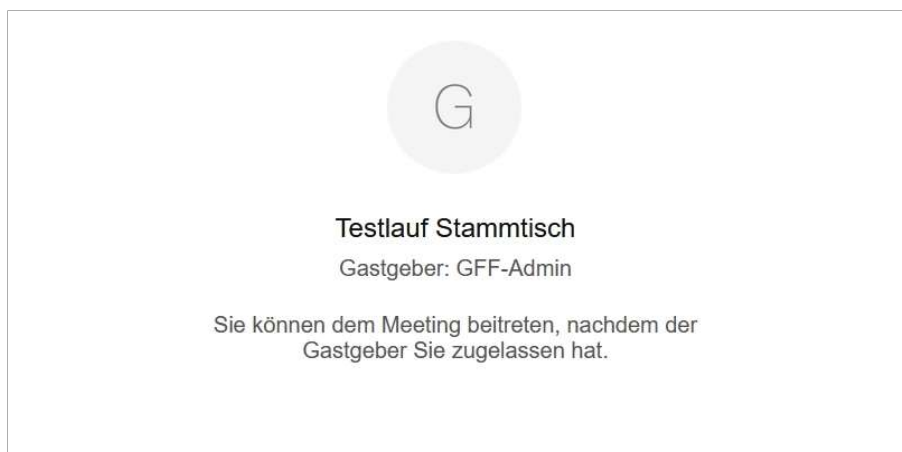 G
Testlauf Stammtisch
Gastgeber: GFF-Admin
Sie können dem Meeting beitreten, nachdem der
Gastgeber Sie zugelassen hat.